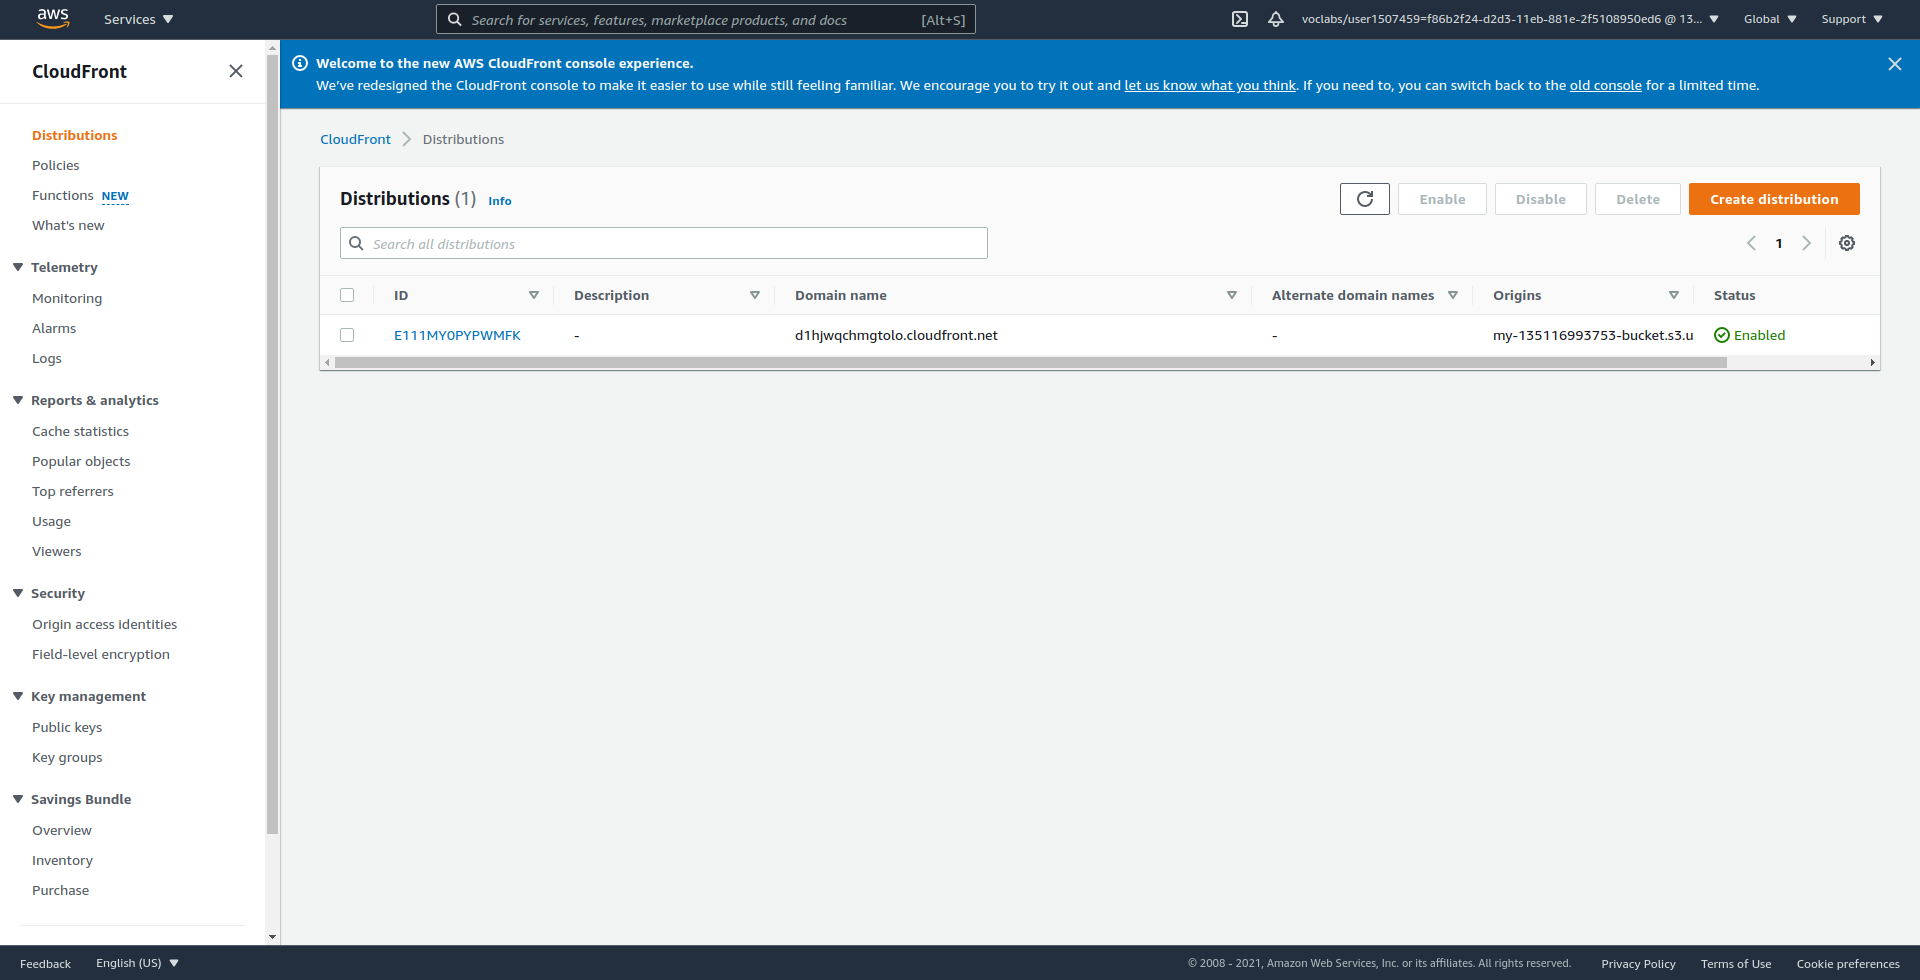 aws
Services
Search for services, features, marketplace products, and docs
[Alt+S]
voclabs/user1507459=f86b2f24-d2d3-11eb-881e-2f5108950ed6 @ 13...
Global
Support
CloudFront
Distributions
Policies
Functions NEW
What's new
Telemetry
Monitoring
Alarms
Logs
Reports & analytics
Cache statistics
Popular objects
Top referrers
Usage
Viewers
Security
Origin access identities
Field-level encryption
Key management
Public keys
Key groups
Savings Bundle
Overview
Inventory
Purchase
Welcome to the new AWS CloudFront console experience.
We've redesigned the CloudFront console to make it easier to use while still feeling familiar. We encourage you to try it out and let us know what you think. If you need to, you can switch back to the old console for a limited time.
CloudFront Distributions
Distributions (1) Info
Enable
Disable
Delete
Create distribution
Search all distributions
1
ID Description Domain name Alternate domain names Origins Status
E111MY0PYPWMFK - d1hjwqchmgtolo.cloudfront.net - my-135116993753-bucket.s3.u Enabled
Feedback
English (US)
© 2008 - 2021, Amazon Web Services, Inc. or its affiliates. All rights reserved.
Privacy Policy
Terms of Use
Cookie preferences